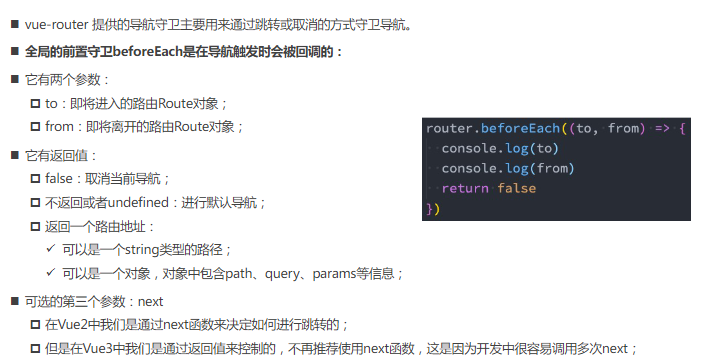 vue-router 提供的导航守卫主要用来通过跳转或取消的方式守卫导航。
全局的前置守卫beforeEach是在导航触发时会被回调的：
它有两个参数：
to：即将进入的路由Route对象；
from：即将离开的路由Route对象；
它有返回值：
false：取消当前导航；
不返回或者undefined：进行默认导航；
返回一个路由地址：
可以是一个string类型的路径；
可以是一个对象，对象中包含path、query、params等信息；
可选的第三个参数：next
在Vue2中我们是通过next函数来决定如何进行跳转的；
但是在Vue3中我们是通过返回值来控制的，不再推荐使用next函数，这是因为开发中很容易调用多次next；
router.beforeEach((to, from) => {
console.log(to)
console.log(from)
return false
})